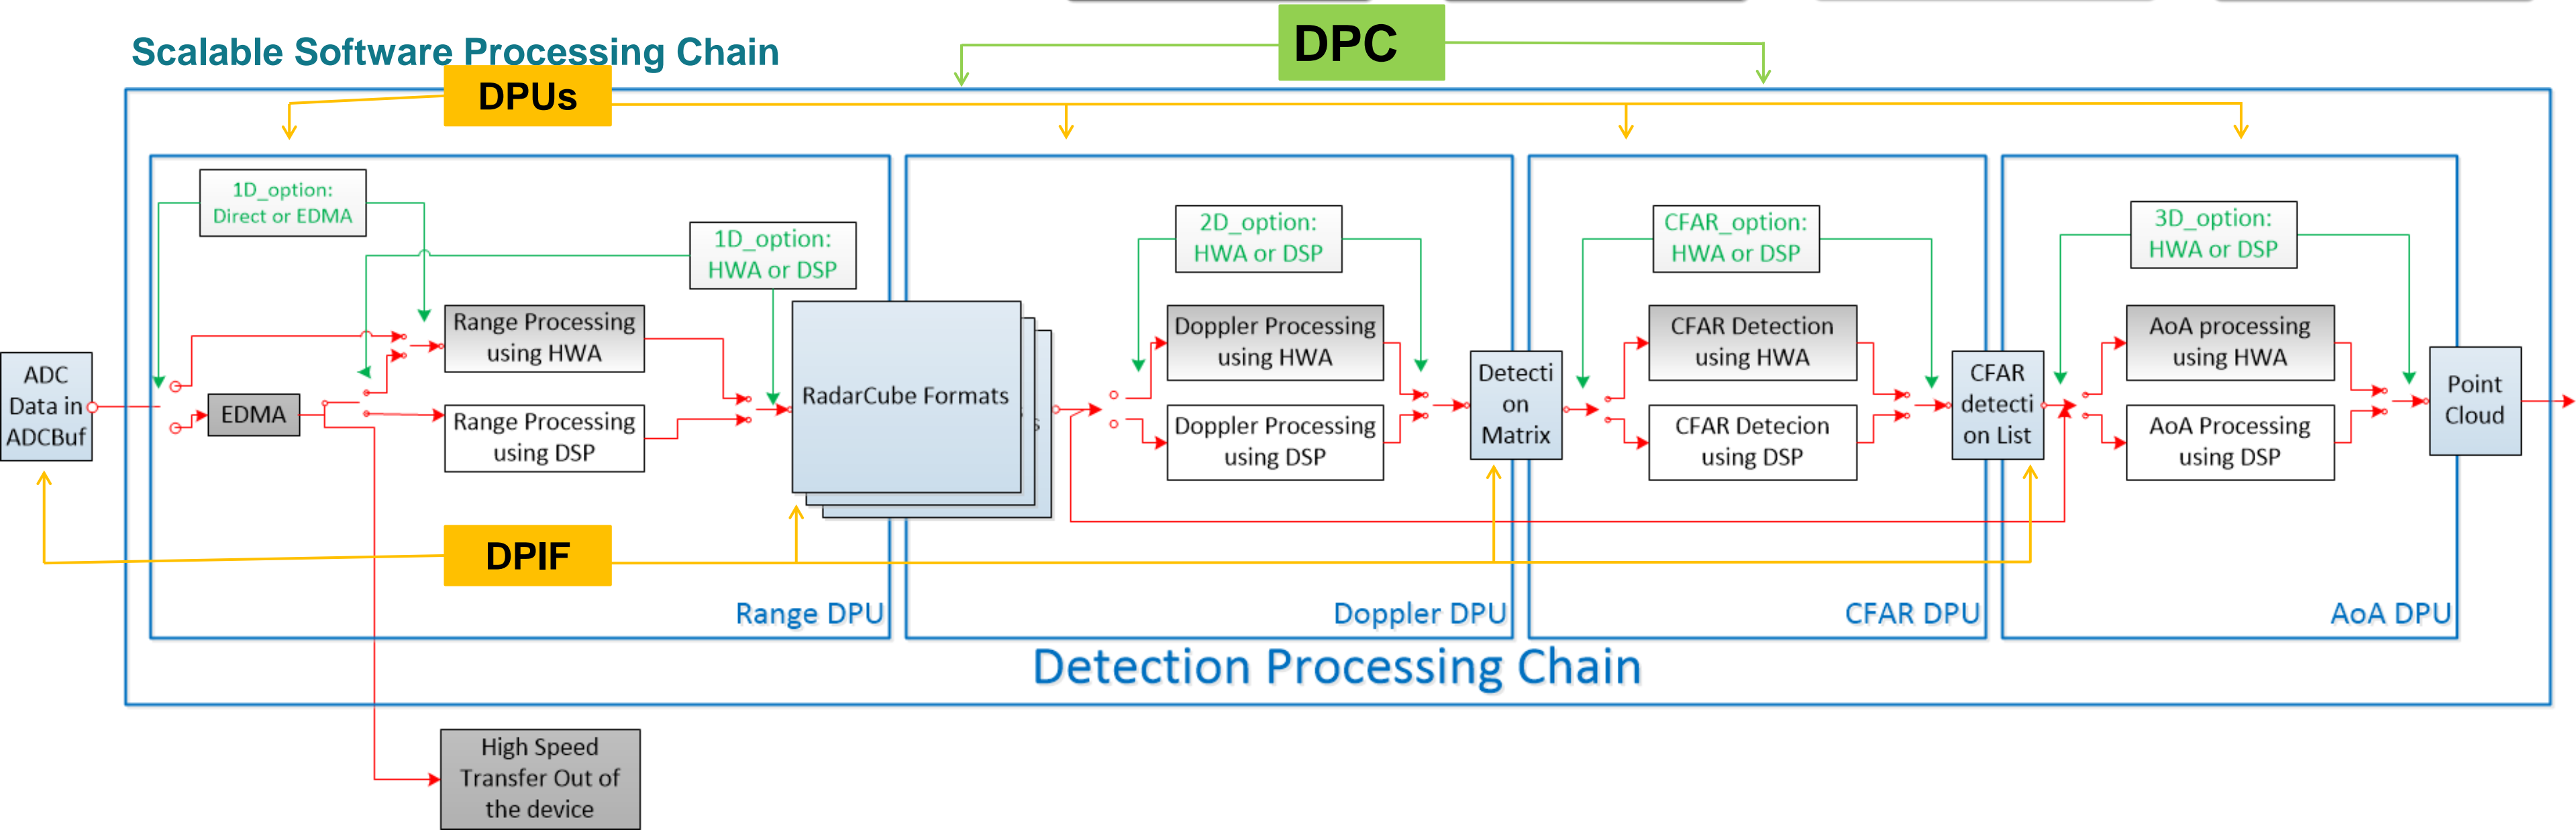 Scalable Software Processing Chain
DPC
DPUs
1D_option:
Direct or EDMA
1D_option:
HWA or DSP
2D_option:
HWA or DSP
CFAR_option:
HWA or DSP
3D_option:
HWA or DSP
ADC
Data in
ADCBuf
EDMA
Range Processing
using HWA
Range Processing
using DSP
RadarCube Formats
s
Doppler Processing
using HWA
Doppler Processing
using DSP
Detecti
on
Matrix
CFAR Detection
using HWA
CFAR Detecion
using DSP
CFAR
detecti
on List
AoA processing
using HWA
AoA Processing
using DSP
Point
Cloud
DPIF
Range DPU
Doppler DPU
CFAR DPU
AoA DPU
Detection Processing Chain
High Speed
Transfer Out of
the device